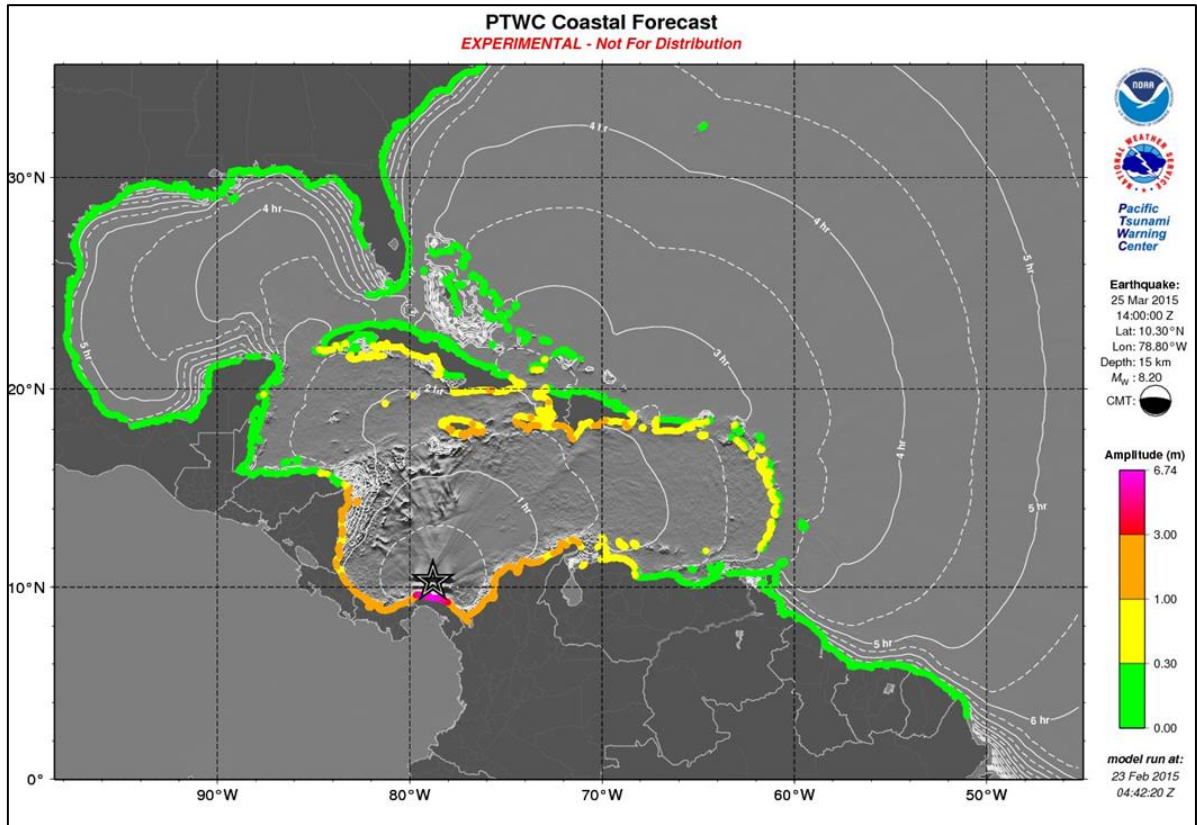 PTWC Coastal Forecast
EXPERIMENTAL - Not For Distribution
30°N
20°N
10°N
0°
90°W
80°W
70°W
60°W
50°W
4 hr
4 hr
4 hr
5 hr
5 hr
3 hr
2 hr
4 hr
1 hr
5 hr
5 hr
6 hr
NOAA
NATIONAL WEATHER SERVICE
Pacific
Tsunami
Warning
Center
Earthquake:
25 Mar 2015
14:00:00 Z
Lat: 10.30°N
Lon: 78.80°W
Depth: 15 km
Mw : 8.20
CMT:
Amplitude (m)
6.74
3.00
1.00
0.30
0.00
model run at:
23 Feb 2015
04:42:20 Z